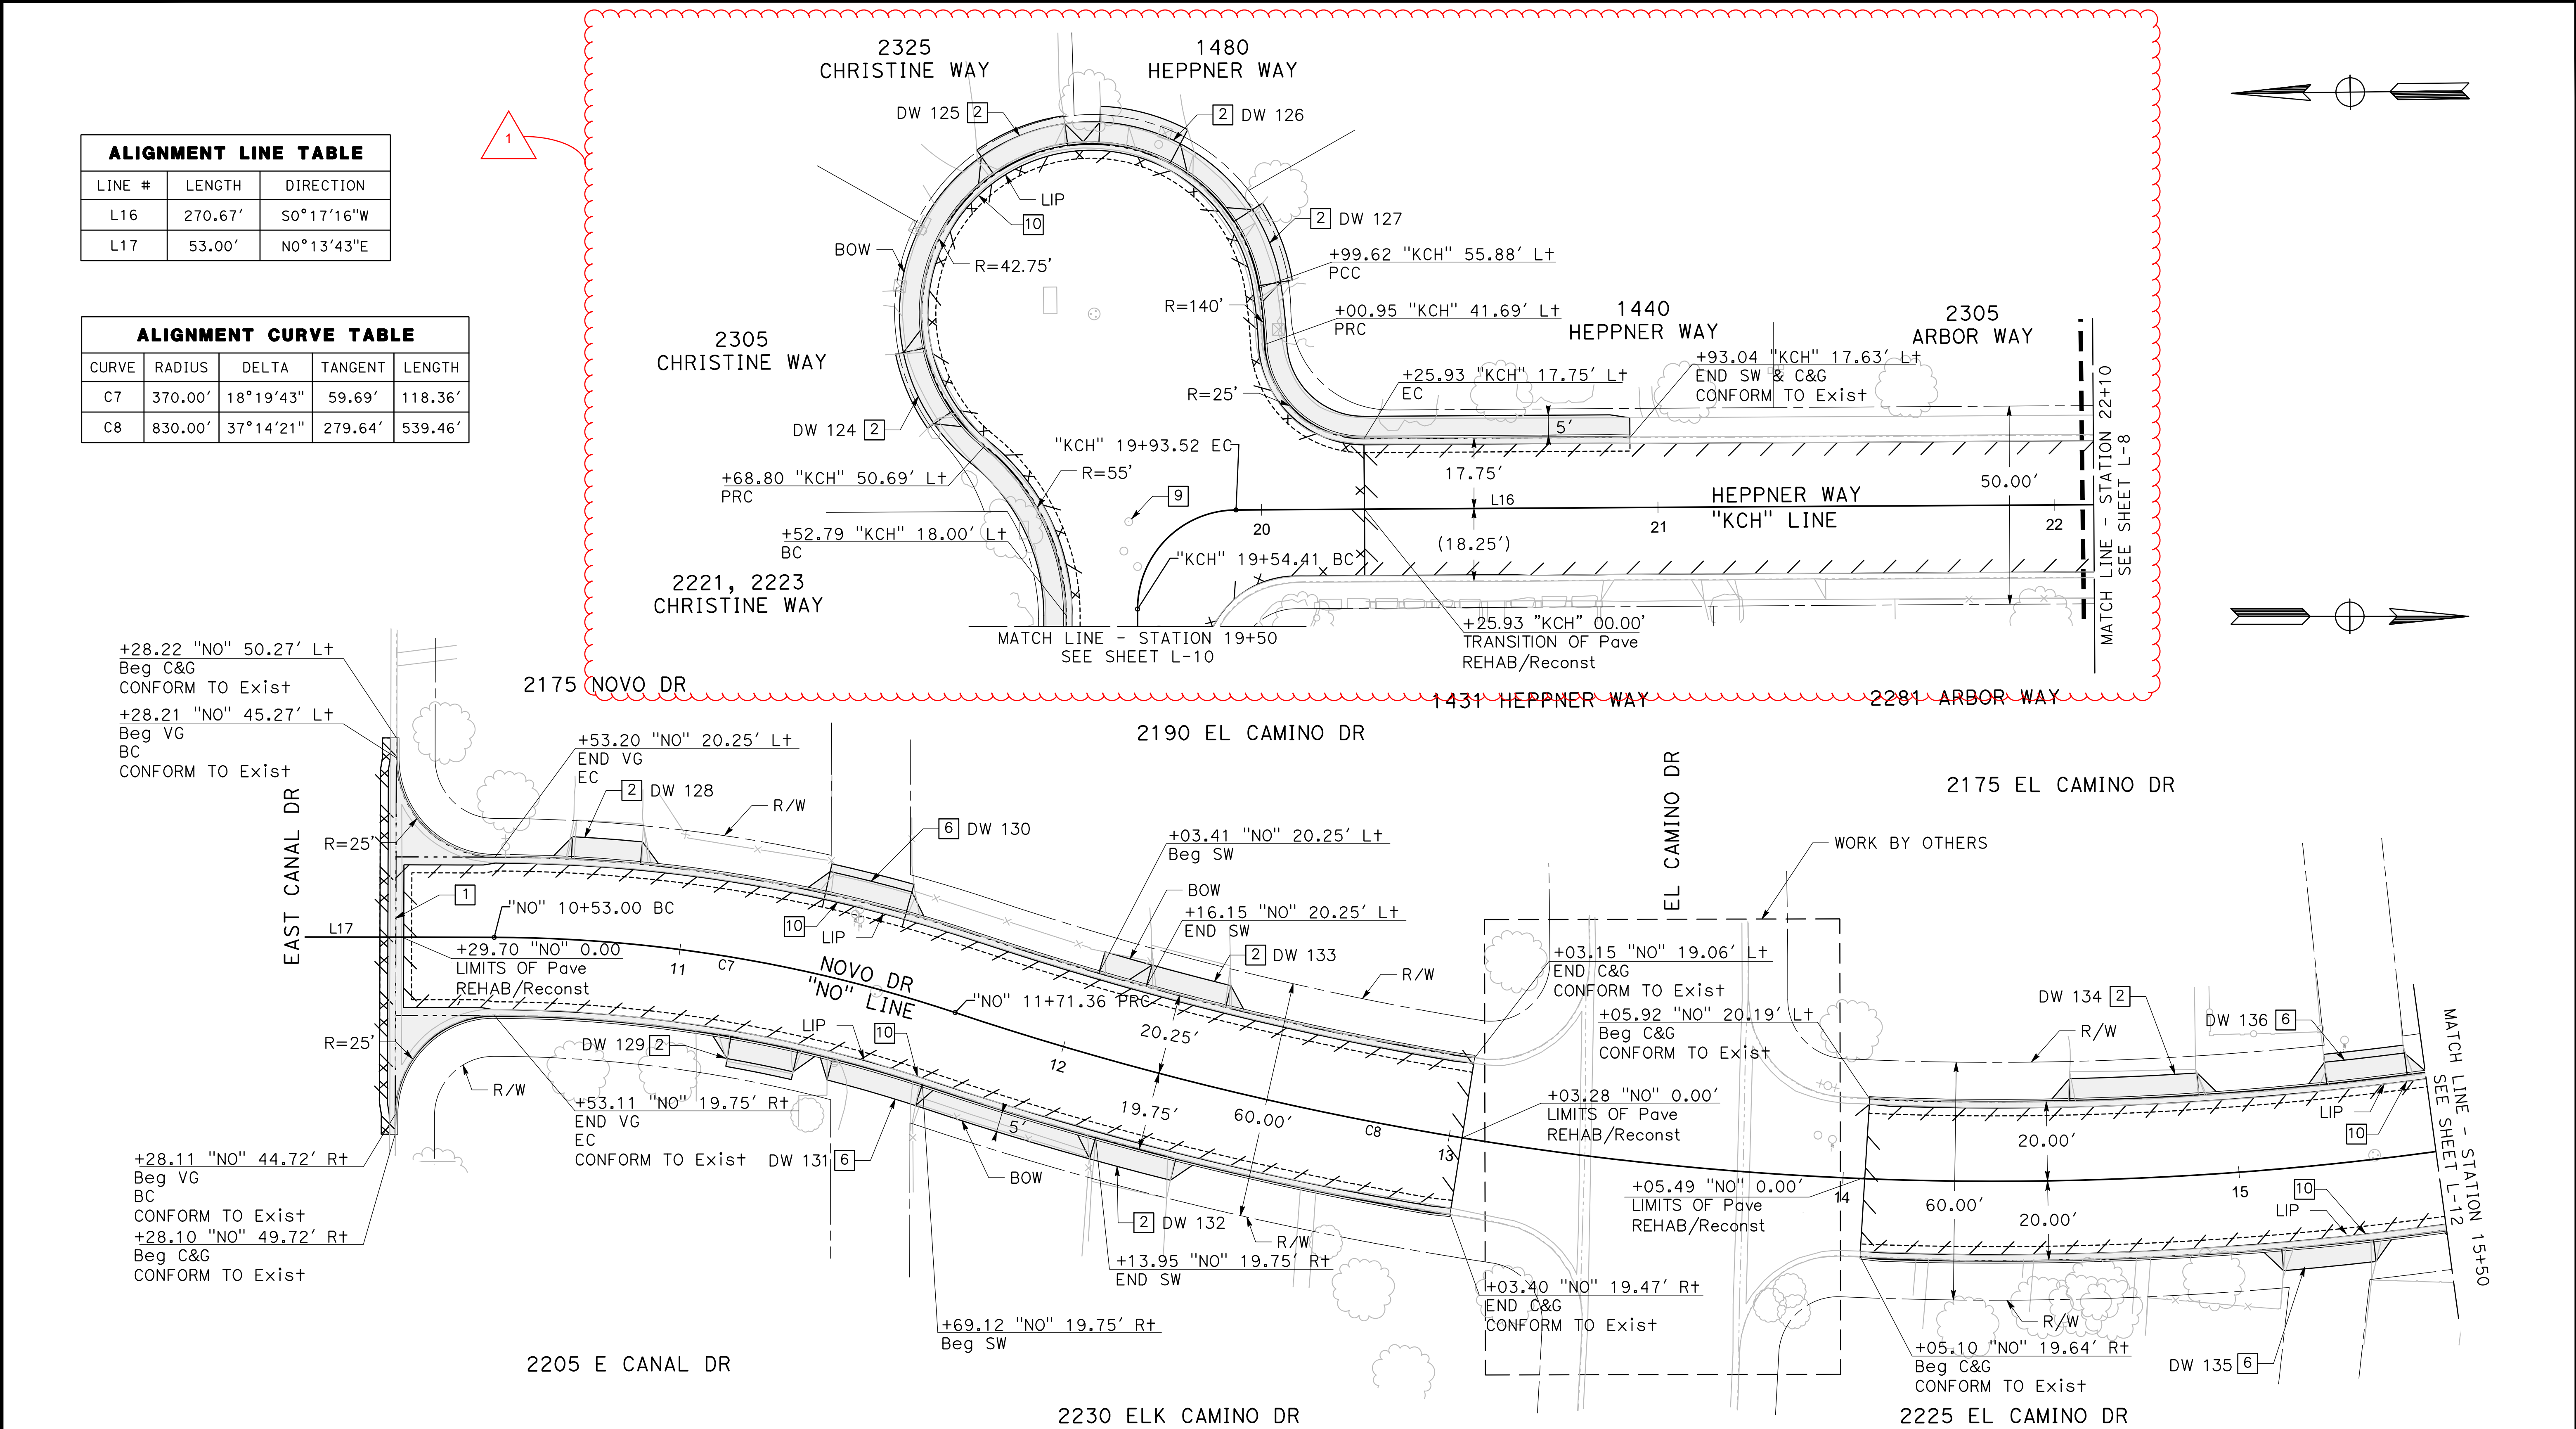 ALIGNMENT LINE TABLE
LINE # LENGTH DIRECTION
L16 270.67' S0°17'16"W
L17 53.00' N0°13'43"E
ALIGNMENT CURVE TABLE
CURVE RADIUS DELTA TANGENT LENGTH
C7 370.00' 18°19'43" 59.69' 118.36'
C8 830.00' 37°14'21" 279.64' 539.46'
1
2325
CHRISTINE WAY
1480
HEPPNER WAY
DW 125 2
2 DW 126
LIP
10
2 DW 127
BOW
R=42.75'
+99.62 "KCH" 55.88' Lt
PCC
R=140'
+00.95 "KCH" 41.69' Lt
PRC
1440
HEPPNER WAY
2305
ARBOR WAY
2305
CHRISTINE WAY
+93.04 "KCH" 17.63' Lt
END SW & C&G
CONFORM TO Exist
+25.93 "KCH" 17.75' Lt
EC
R=25'
5'
DW 124 2
"KCH" 19+93.52 EC
R=55'
17.75'
50.00'
+68.80 "KCH" 50.69' Lt
PRC
9
L16
HEPPNER WAY
"KCH" LINE
20
21
22
+52.79 "KCH" 18.00' Lt
BC
(18.25')
"KCH" 19+54.41 BC
2221, 2223
CHRISTINE WAY
MATCH LINE - STATION 22+10
SEE SHEET L-8
MATCH LINE - STATION 19+50
SEE SHEET L-10
+25.93 "KCH" 00.00'
TRANSITION OF Pave
REHAB/Reconst
+28.22 "NO" 50.27' Lt
Beg C&G
CONFORM TO Exist
2175 NOVO DR
1431 HEPPNER WAY
2281 ARBOR WAY
+28.21 "NO" 45.27' Lt
Beg VG
BC
CONFORM TO Exist
2190 EL CAMINO DR
+53.20 "NO" 20.25' Lt
END VG
EC
2 DW 128
R/W
EL CAMINO DR
2175 EL CAMINO DR
EAST CANAL DR
R=25'
6 DW 130
+03.41 "NO" 20.25' Lt
Beg SW
WORK BY OTHERS
1
"NO" 10+53.00 BC
BOW
+16.15 "NO" 20.25' Lt
END SW
10
LIP
L17
+29.70 "NO" 0.00
LIMITS OF Pave
REHAB/Reconst
11
C7
NOVO DR
"NO" LINE
2 DW 133
R/W
+03.15 "NO" 19.06' Lt
END C&G
CONFORM TO Exist
"NO" 11+71.36 PRC
DW 134 2
DW 136 6
R/W
+05.92 "NO" 20.19' Lt
Beg C&G
CONFORM TO Exist
R=25'
LIP
10
20.25'
DW 129 2
12
R/W
+53.11 "NO" 19.75' Rt
END VG
EC
CONFORM TO Exist
5'
19.75'
60.00'
C8
+03.28 "NO" 0.00'
LIMITS OF Pave
REHAB/Reconst
LIP
10
20.00'
MATCH LINE - STATION 15+50
SEE SHEET L-12
13
+28.11 "NO" 44.72' Rt
Beg VG
BC
CONFORM TO Exist
DW 131 6
BOW
+05.49 "NO" 0.00'
LIMITS OF Pave
REHAB/Reconst
14
15
10
60.00'
20.00'
LIP
+28.10 "NO" 49.72' Rt
Beg C&G
CONFORM TO Exist
2 DW 132
R/W
+13.95 "NO" 19.75' Rt
END SW
+03.40 "NO" 19.47' Rt
END C&G
CONFORM TO Exist
+69.12 "NO" 19.75' Rt
Beg SW
R/W
+05.10 "NO" 19.64' Rt
Beg C&G
CONFORM TO Exist
DW 135 6
2205 E CANAL DR
2230 ELK CAMINO DR
2225 EL CAMINO DR